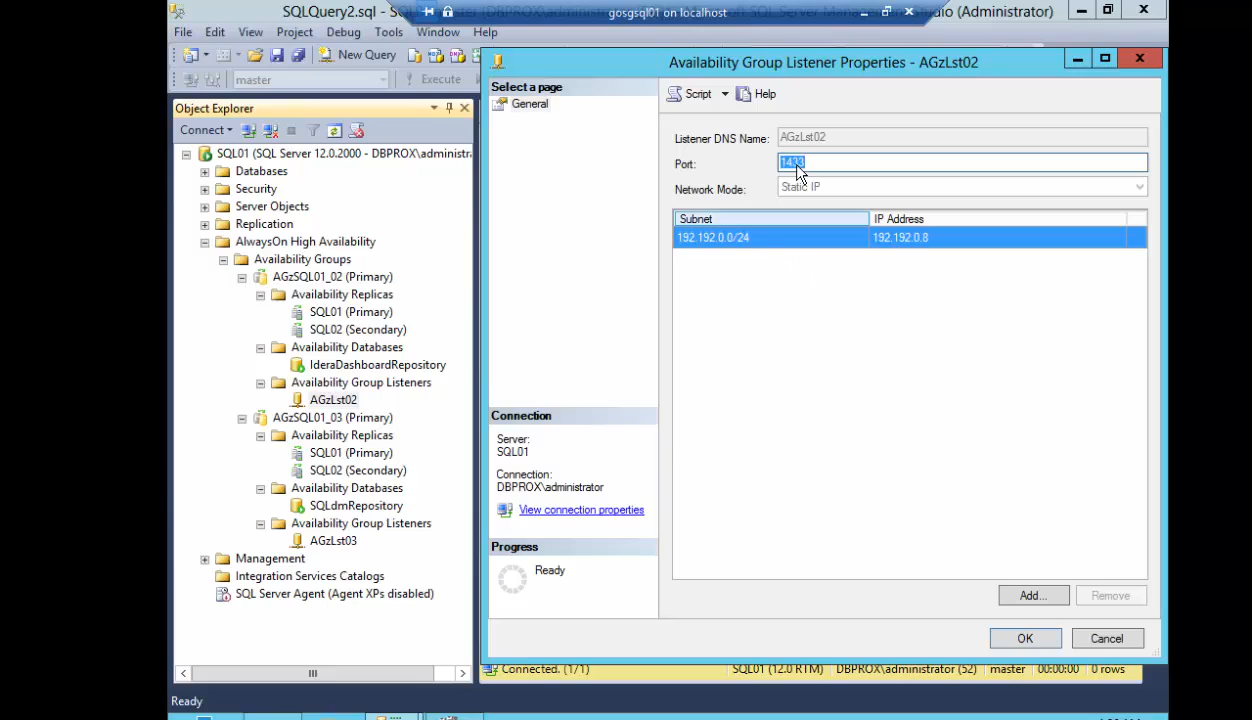 SQLQuery2.sql - S
gosgsql01 on localhost
dio (Administrator)
File Edit View Project Debug Tools Window Help
New Query
master
Execute
Object Explorer
Connect
SQL01 (SQL Server 12.0.2000 - DBPROX\administra
Databases
Security
Server Objects
Replication
AlwaysOn High Availability
Availability Groups
AGzSQL01_02 (Primary)
Availability Replicas
SQL01 (Primary)
SQL02 (Secondary)
Availability Databases
IderaDashboardRepository
Availability Group Listeners
AGzLst02
AGzSQL01_03 (Primary)
Availability Replicas
SQL01 (Primary)
SQL02 (Secondary)
Availability Databases
SQLdmRepository
Availability Group Listeners
AGzLst03
Management
Integration Services Catalogs
SQL Server Agent (Agent XPs disabled)
Availability Group Listener Properties - AGzLst02
Select a page
General
Script Help
Listener DNS Name: AGzLst02
Port: 1433
Network Mode: Static IP
Subnet IP Address
192.192.0.0/24 192.192.0.8
Connection
Server:
SQL01
Connection:
DBPROX\administrator
View connection properties
Progress
Ready
Add... Remove
OK Cancel
Connected. (1/1) SQL01 (12.0 RTM) DBPROX\administrator (52) master 00:00:00 0 rows
Ready